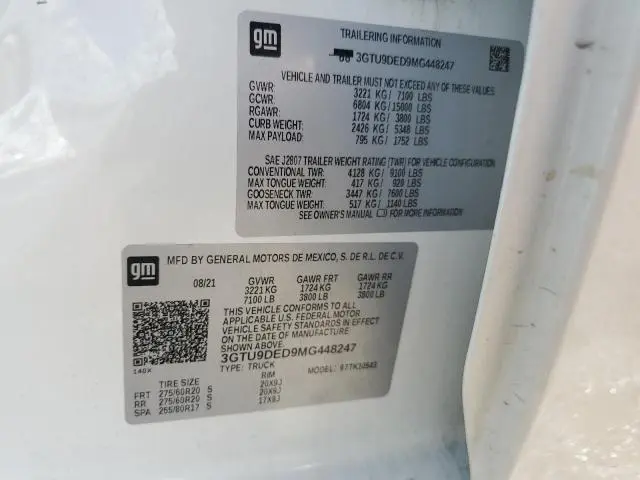 gm
TRAILERING INFORMATION
3GTU9DED9MG448247
VEHICLE AND TRAILER MUST NOT EXCEED ANY OF THESE VALUES
GVWR: 3221 KG/ 7100 LBS
GCWR: 6804 KG/ 15000 LBS
RGAWR: 1724 KG/ 3800 LBS
CURB WEIGHT: 2426 KG/ 5348 LBS
MAX PAYLOAD: 795 KG/ 1752 LBS
SAE J2807 TRAILER WEIGHT RATING (TWR) FOR VEHICLE CONFIGURATION
CONVENTIONAL TWR: 4128 KG/ 9100 LBS
MAX TONGUE WEIGHT: 417 KG/ 920 LBS
GOOSENECK TWR: 3447 KG/ 7600 LBS
MAX TONGUE WEIGHT: 517 KG/ 1140 LBS
SEE OWNER'S MANUAL FOR MORE INFORMATION
gm
MFD BY GENERAL MOTORS DE MEXICO, S. DE R.L. DE C.V.
08/21 GVWR GAWR FRT GAWR RR
3221 KG 1724 KG 1724 KG
7100 LB 3800 LB 3800 LB
THIS VEHICLE CONFORMS TO ALL
APPLICABLE U.S. FEDERAL MOTOR
VEHICLE SAFETY STANDARDS IN EFFECT
ON THE DATE OF MANUFACTURE
SHOWN ABOVE.
3GTU9DED9MG448247
140X
TYPE: TRUCK MODEL:
TIRE SIZE RIM
FRT 275/60R20 S 20X9J
RR 275/60R20 S 20X9J
SPA 255/80R17 S 17X8J